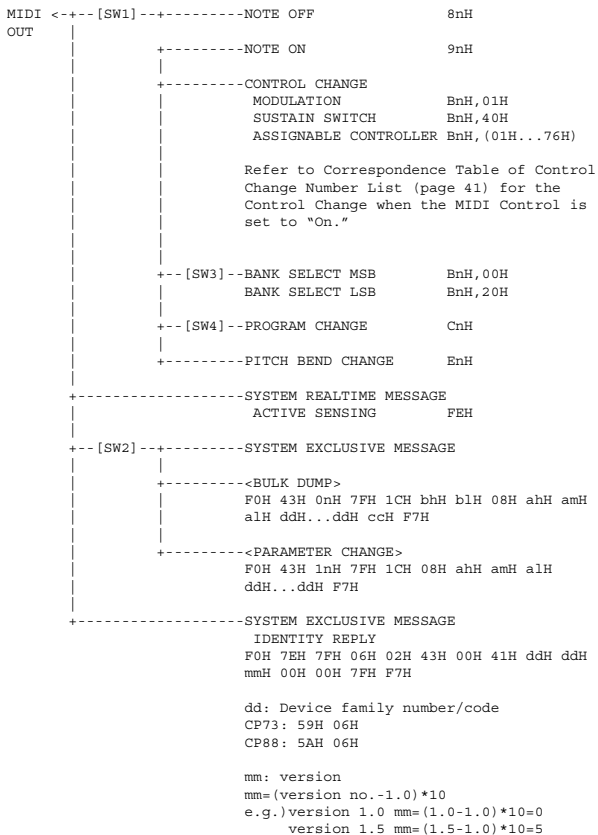 MIDI <-+--[SW1]--+---------NOTE OFF 8nH
OUT |
| +---------NOTE ON 9nH
| |
| +---------CONTROL CHANGE
| | MODULATION BnH,01H
| | SUSTAIN SWITCH BnH,40H
| | ASSIGNABLE CONTROLLER BnH,(01H...76H)
| |
| | Refer to Correspondence Table of Control
| | Change Number List (page 41) for the
| | Control Change when the MIDI Control is
| | set to “On.”
| |
| |
| +--[SW3]--BANK SELECT MSB BnH,00H
| | BANK SELECT LSB BnH,20H
| |
| +--[SW4]--PROGRAM CHANGE CnH
| |
| +---------PITCH BEND CHANGE EnH
|
+-------------------SYSTEM REALTIME MESSAGE
| ACTIVE SENSING FEH
|
+--[SW2]--+---------SYSTEM EXCLUSIVE MESSAGE
| |
| +---------<BULK DUMP>
| | F0H 43H 0nH 7FH 1CH bhH blH 08H ahH amH
| | alH ddH...ddH ccH F7H
| |
| +---------<PARAMETER CHANGE>
| F0H 43H 1nH 7FH 1CH 08H ahH amH alH
| ddH...ddH F7H
|
+-------------------SYSTEM EXCLUSIVE MESSAGE
IDENTITY REPLY
F0H 7EH 7FH 06H 02H 43H 00H 41H ddH ddH
mmH 00H 00H 7FH F7H
dd: Device family number/code
CP73: 59H 06H
CP88: 5AH 06H
mm: version
mm=(version no.-1.0)*10
e.g.)version 1.0 mm=(1.0-1.0)*10=0
version 1.5 mm=(1.5-1.0)*10=5